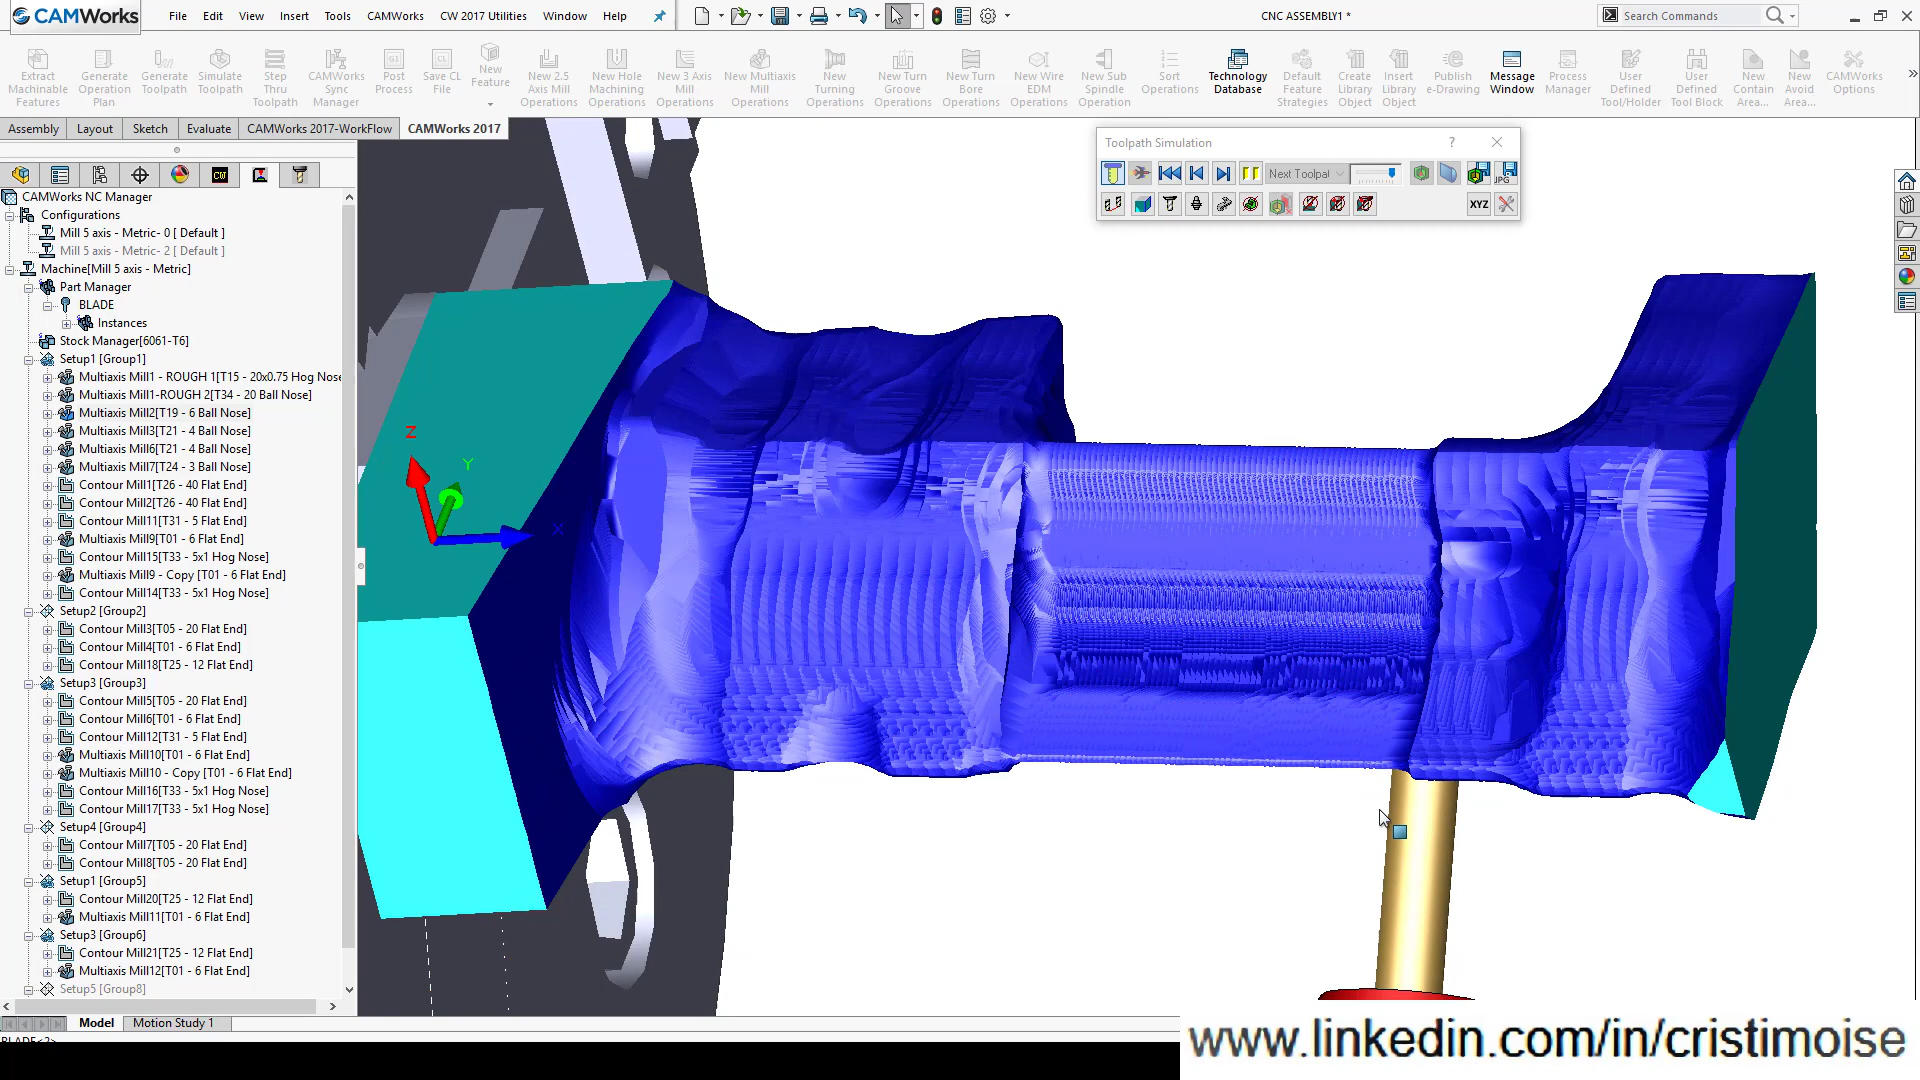 CAMWorks
File Edit View Insert Tools CAMWorks CW 2017 Utilities Window Help
CNC ASSEMBLY1 *
Search Commands
Extract Machinable Features
Generate Operation Plan
Generate Toolpath
Simulate Toolpath
Step Thru Toolpath
CAMWorks Sync Manager
Post Process
Save CL File
New Feature
New 2.5 Axis Mill Operations
New Hole Machining Operations
New 3 Axis Mill Operations
New Multiaxis Mill Operations
New Turning Operations
New Turn Groove Operations
New Turn Bore Operations
New Wire EDM Operations
New Sub Spindle Operation
Sort Operations
Technology Database
Default Feature Strategies
Create Library Object
Insert Library Object
Publish e-Drawing
Message Window
Process Manager
User Defined Tool/Holder
User Defined Tool Block
New Contain Area...
New Avoid Area...
CAMWorks Options
Assembly Layout Sketch Evaluate CAMWorks 2017-WorkFlow CAMWorks 2017
Toolpath Simulation ?
Next Toolpal
JPG
XYZ
CW
CAMWorks NC Manager
Configurations
Mill 5 axis - Metric- 0 [ Default ]
Mill 5 axis - Metric- 2 [ Default ]
Machine[Mill 5 axis - Metric]
Part Manager
BLADE
Instances
Stock Manager[6061-T6]
Setup1 [Group1]
Multiaxis Mill1 - ROUGH 1[T15 - 20x0.75 Hog Nose
Multiaxis Mill1-ROUGH 2[T34 - 20 Ball Nose]
Multiaxis Mill2[T19 - 6 Ball Nose]
Multiaxis Mill3[T21 - 4 Ball Nose]
Multiaxis Mill6[T21 - 4 Ball Nose]
Multiaxis Mill7[T24 - 3 Ball Nose]
Contour Mill1[T26 - 40 Flat End]
Contour Mill2[T26 - 40 Flat End]
Contour Mill11[T31 - 5 Flat End]
Multiaxis Mill9[T01 - 6 Flat End]
Contour Mill15[T33 - 5x1 Hog Nose]
Multiaxis Mill9 - Copy [T01 - 6 Flat End]
Contour Mill14[T33 - 5x1 Hog Nose]
Setup2 [Group2]
Contour Mill3[T05 - 20 Flat End]
Contour Mill4[T01 - 6 Flat End]
Contour Mill18[T25 - 12 Flat End]
Setup3 [Group3]
Contour Mill5[T05 - 20 Flat End]
Contour Mill6[T01 - 6 Flat End]
Contour Mill12[T31 - 5 Flat End]
Multiaxis Mill10[T01 - 6 Flat End]
Multiaxis Mill10 - Copy [T01 - 6 Flat End]
Contour Mill16[T33 - 5x1 Hog Nose]
Contour Mill17[T33 - 5x1 Hog Nose]
Setup4 [Group4]
Contour Mill7[T05 - 20 Flat End]
Contour Mill8[T05 - 20 Flat End]
Setup1 [Group5]
Contour Mill20[T25 - 12 Flat End]
Multiaxis Mill11[T01 - 6 Flat End]
Setup3 [Group6]
Contour Mill21[T25 - 12 Flat End]
Multiaxis Mill12[T01 - 6 Flat End]
Setup5 [Group8]
Z
Y
X
Model Motion Study 1
BLADE<2>
www.linkedin.com/in/cristimoise